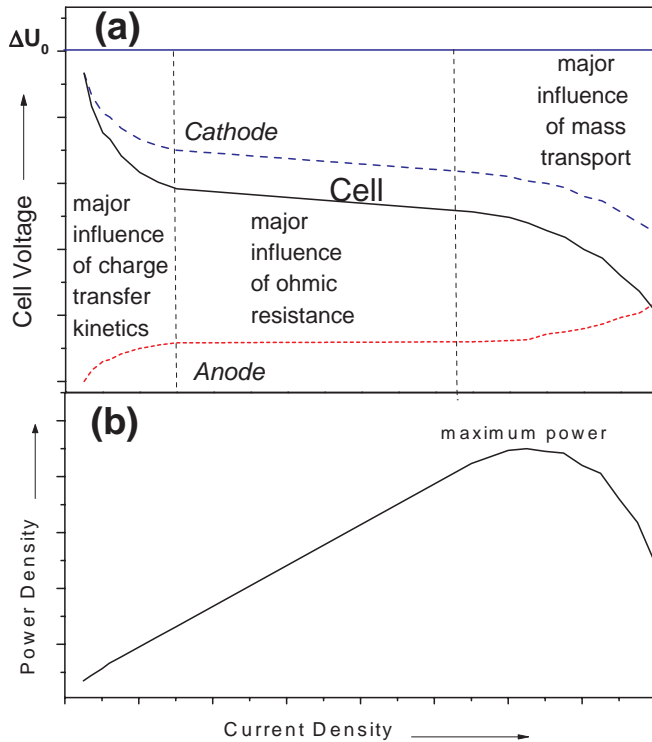 (a)
ΔU₀
major
influence
of mass
transport
Cathode
Cell
major
influence
of charge
transfer
kinetics
major
influence
of ohmic
resistance
Anode
Cell Voltage
(b)
maximum power
Power Density
Current Density